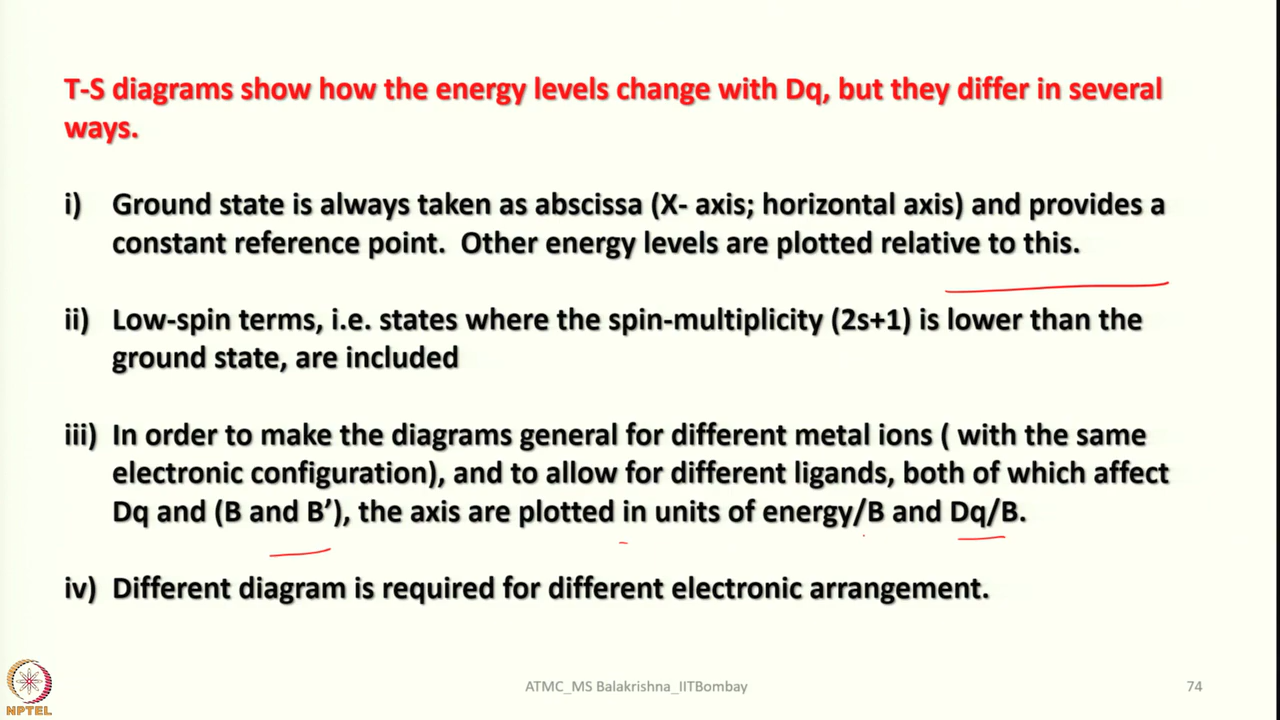 T-S diagrams show how the energy levels change with Dq, but they differ in several
ways.
i) Ground state is always taken as abscissa (X- axis; horizontal axis) and provides a
constant reference point. Other energy levels are plotted relative to this.
ii) Low-spin terms, i.e. states where the spin-multiplicity (2s+1) is lower than the
ground state, are included
iii) In order to make the diagrams general for different metal ions ( with the same
electronic configuration), and to allow for different ligands, both of which affect
Dq and (B and B’), the axis are plotted in units of energy/B and Dq/B.
iv) Different diagram is required for different electronic arrangement.
NPTEL
ATMC_MS Balakrishna_IITBombay
74